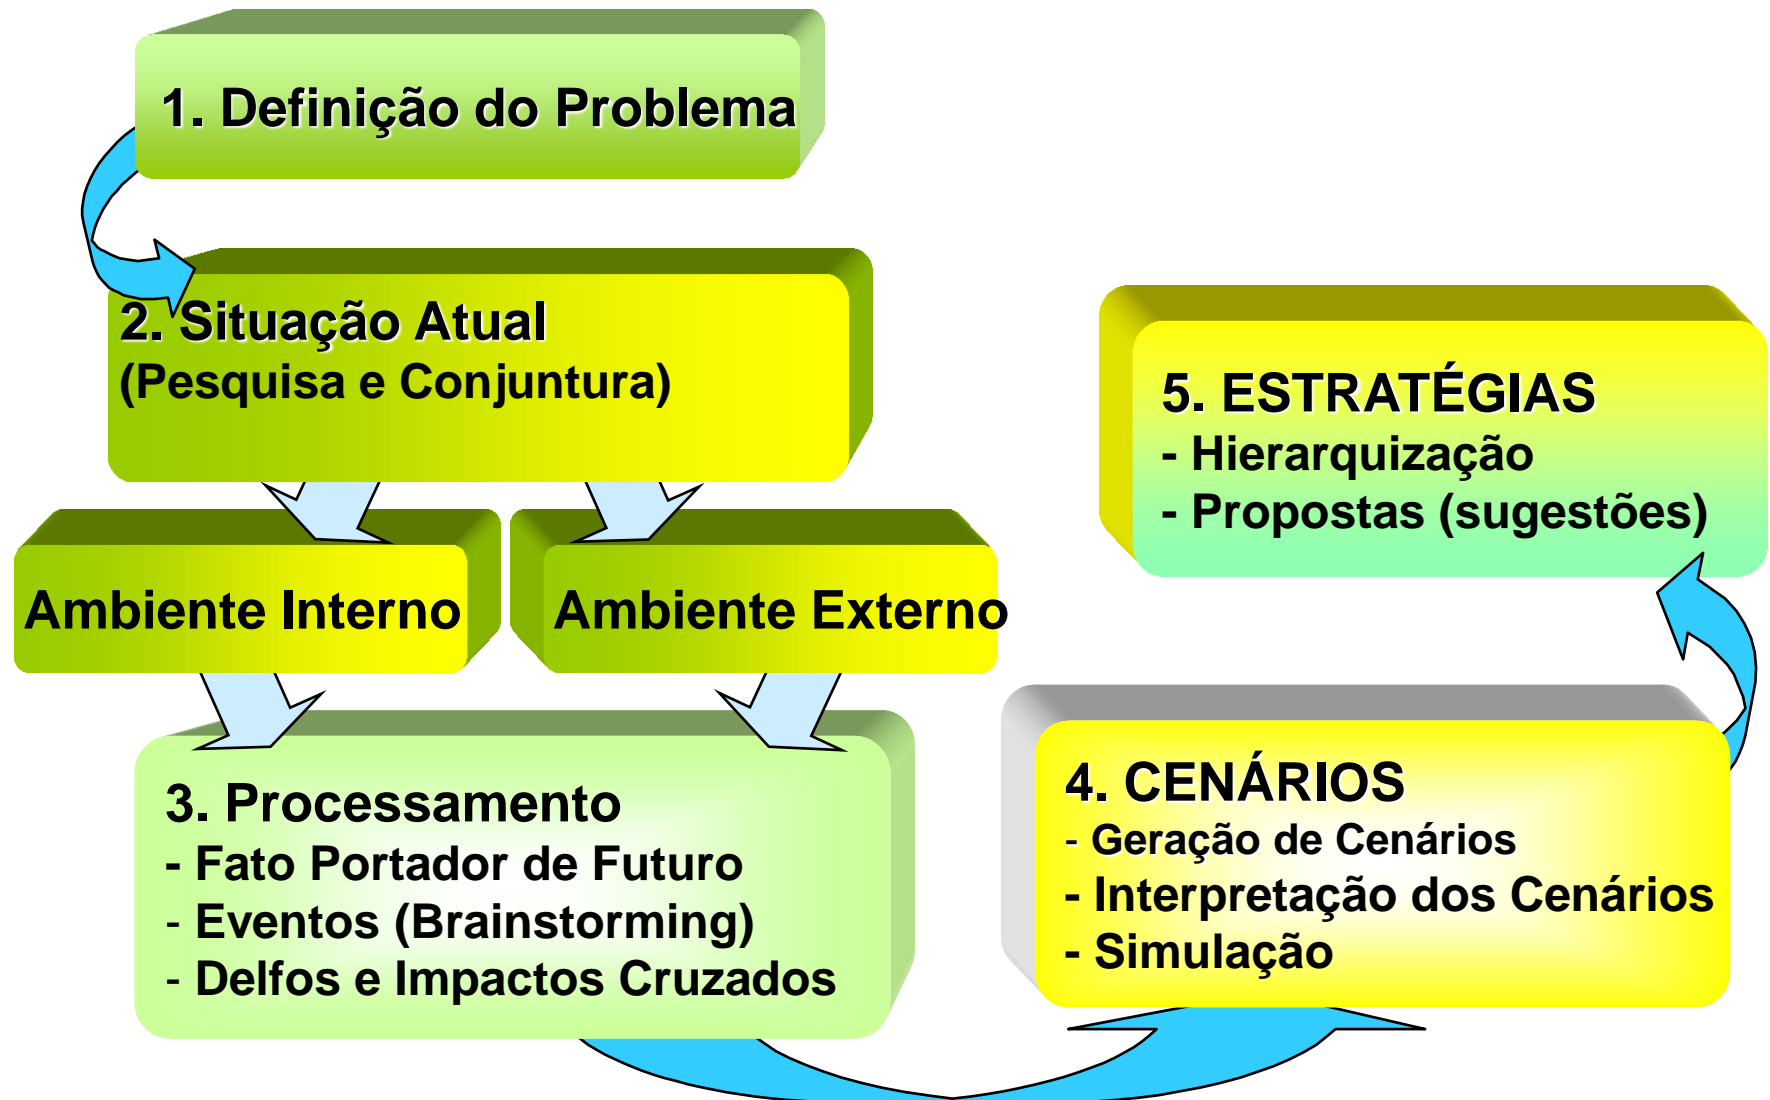 1. Definição do Problema
2. Situação Atual
(Pesquisa e Conjuntura)
Ambiente Interno
Ambiente Externo
3. Processamento
- Fato Portador de Futuro
- Eventos (Brainstorming)
- Delfos e Impactos Cruzados
4. CENÁRIOS
- Geração de Cenários
- Interpretação dos Cenários
- Simulação
5. ESTRATÉGIAS
- Hierarquização
- Propostas (sugestões)